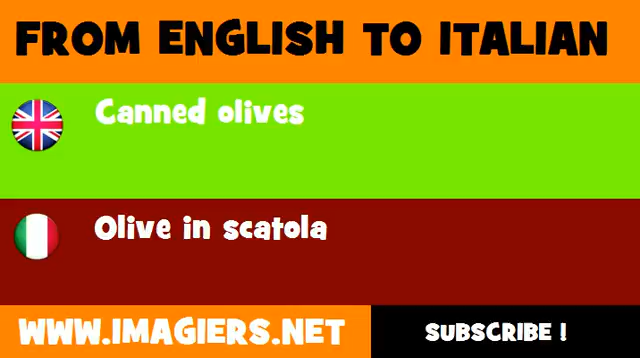 FROM ENGLISH TO ITALIAN
Canned olives
Olive in scatola
WWW.IMAGIERS.NET
SUBSCRIBE !